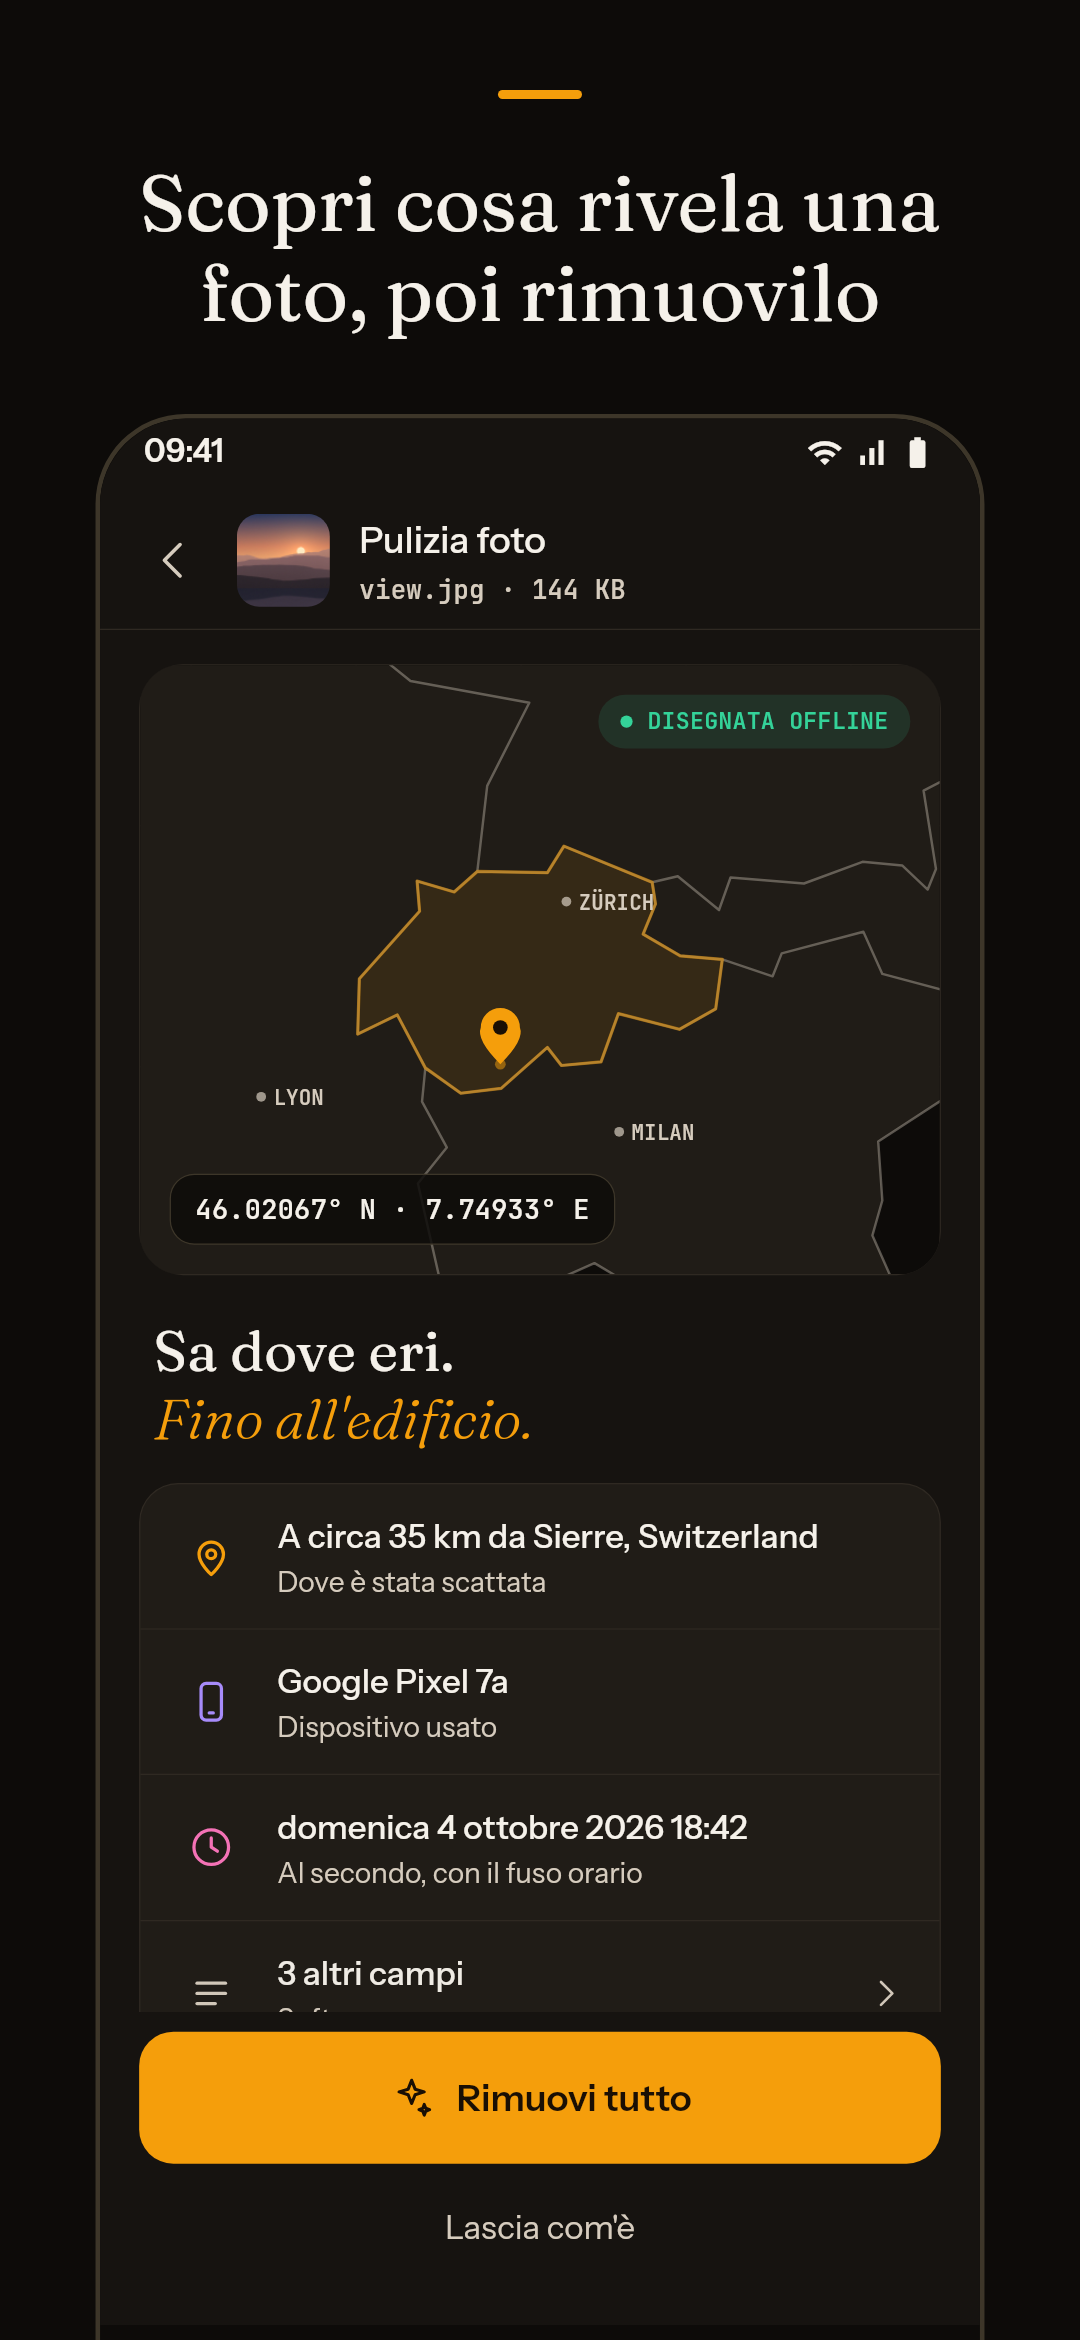 Scopri cosa rivela una
foto, poi rimuovilo
09:41
Pulizia foto
view.jpg · 144 KB
DISEGNATA OFFLINE
ZÜRICH
LYON
MILAN
46.02067° N · 7.74933° E
Sa dove eri.
Fino all'edificio.
A circa 35 km da Sierre, Switzerland
Dove è stata scattata
Google Pixel 7a
Dispositivo usato
domenica 4 ottobre 2026 18:42
Al secondo, con il fuso orario
3 altri campi
Rimuovi tutto
Lascia com'è